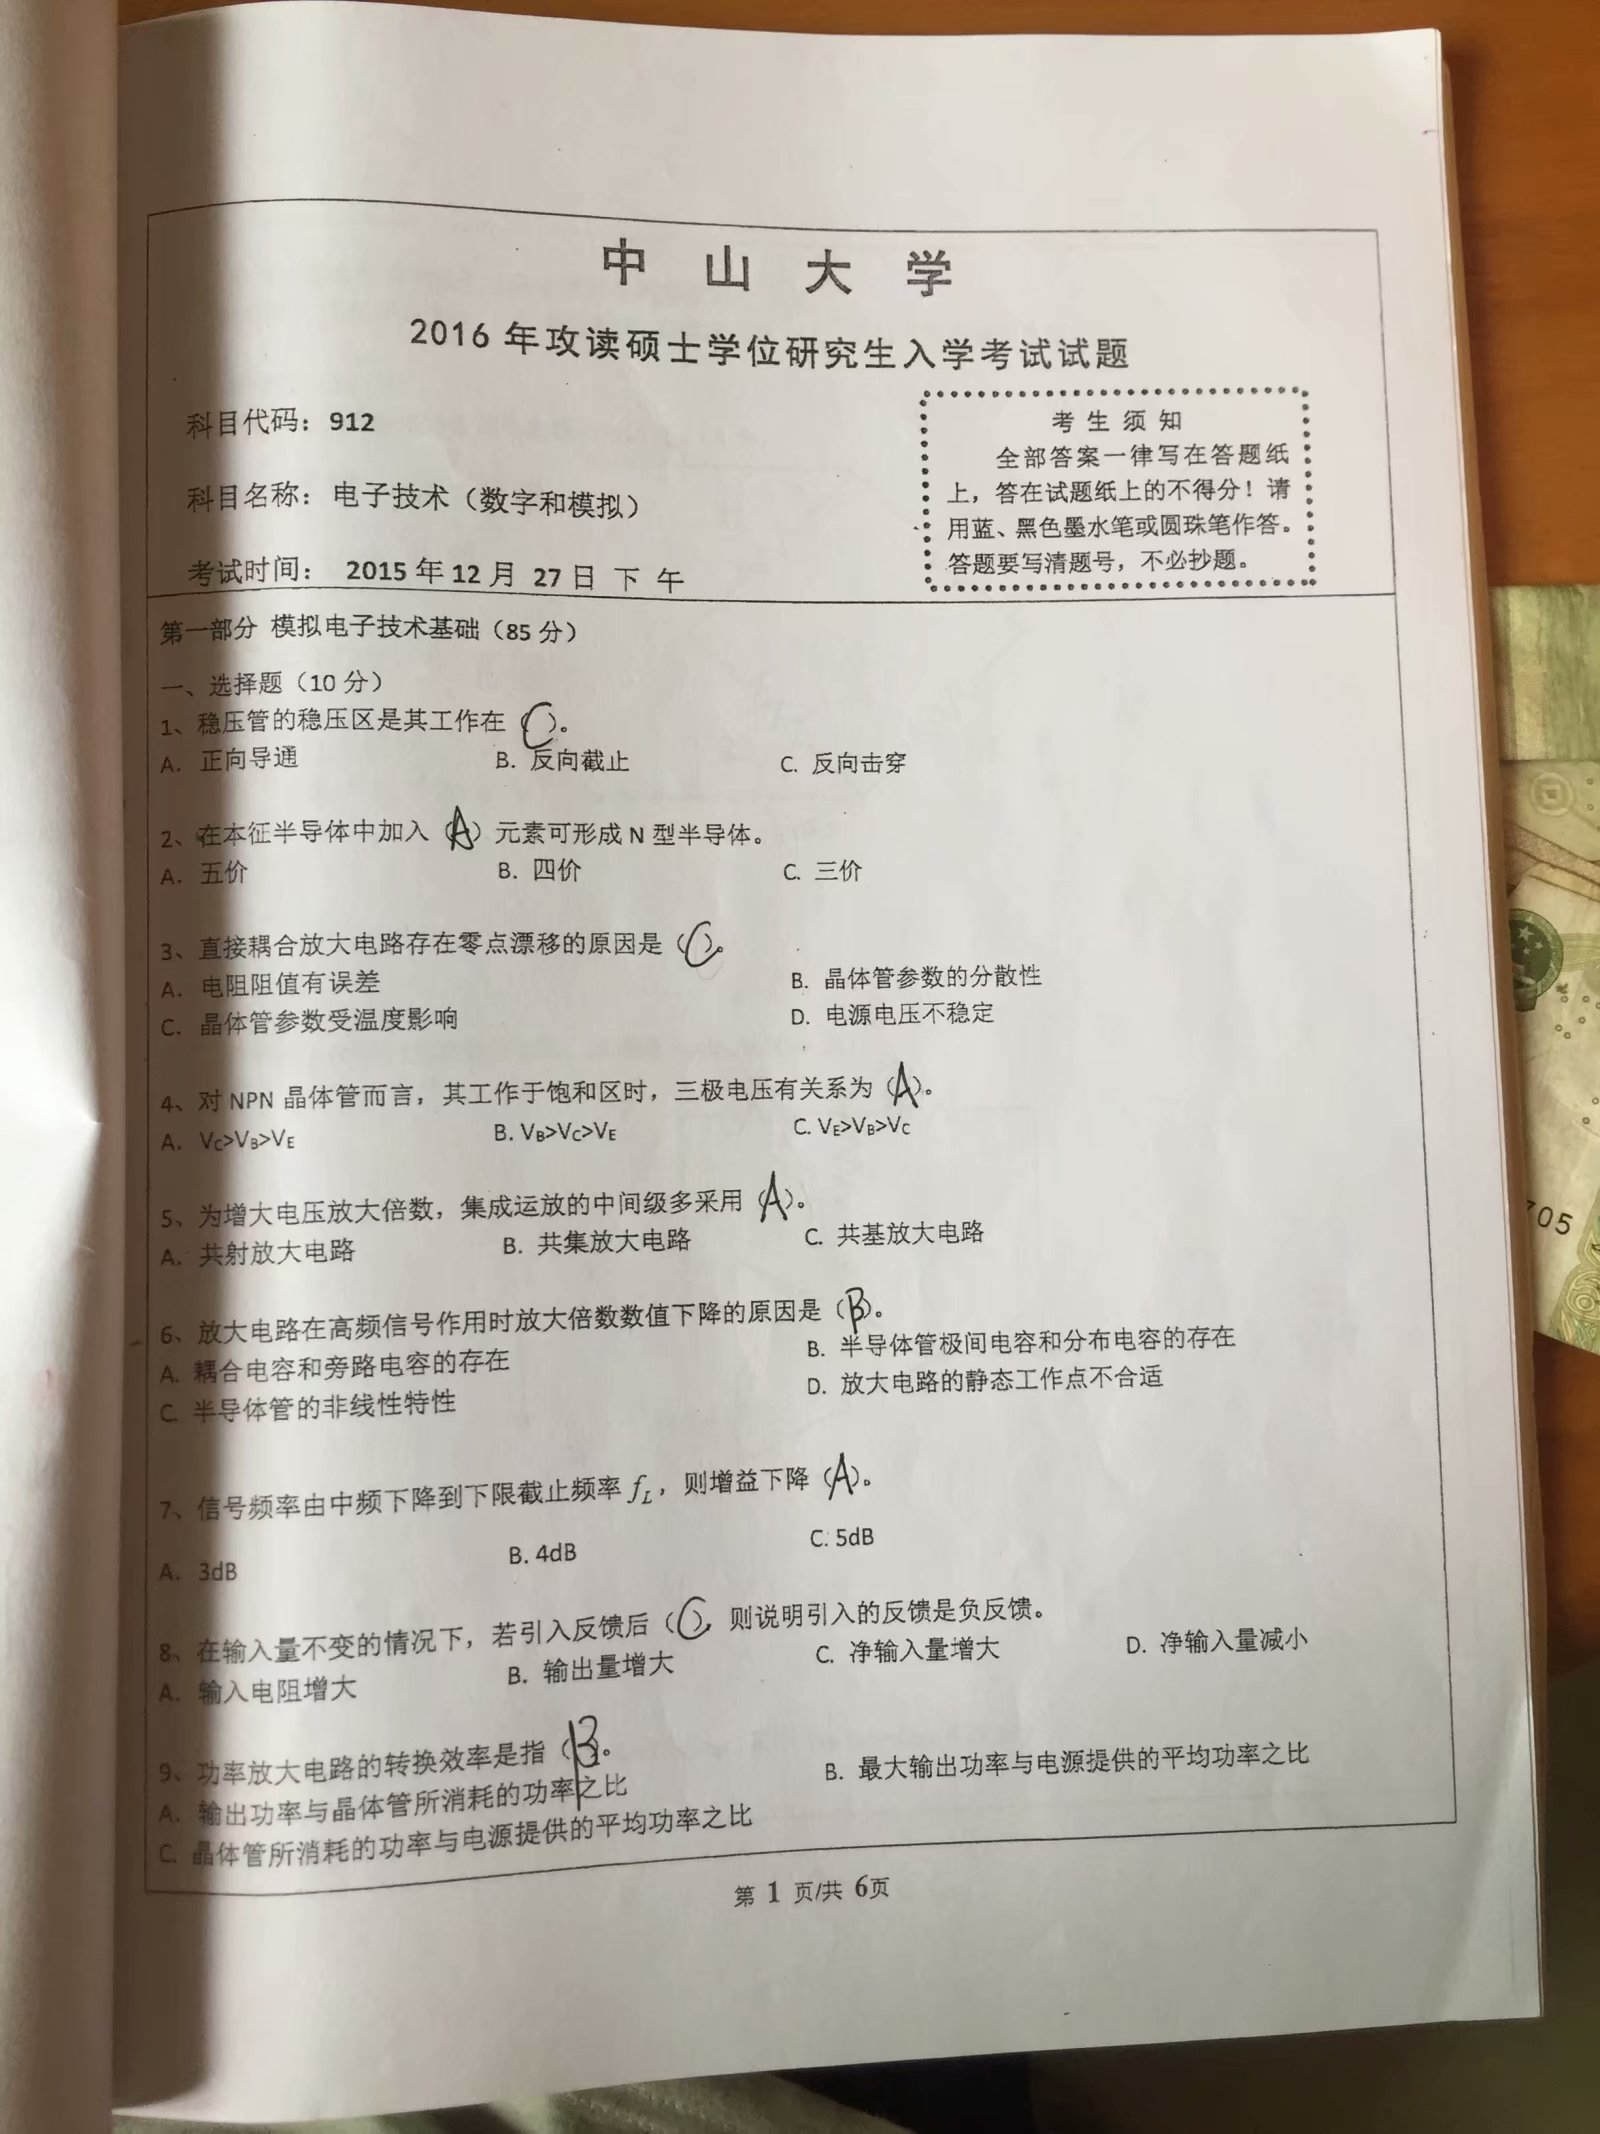 中 山 大 学
2016 年攻读硕士学位研究生入学考试试题
科目代码：912
科目名称：电子技术（数字和模拟）
考试时间： 2015 年 12 月 27 日 下 午
考 生 须 知
全部答案一律写在答题纸
上，答在试题纸上的不得分！请
用蓝、黑色墨水笔或圆珠笔作答。
答题要写清题号，不必抄题。
第一部分 模拟电子技术基础（85 分）
一、选择题（10 分）
1、稳压管的稳压区是其工作在（C）。
A. 正向导通 B. 反向截止 C. 反向击穿
2、在本征半导体中加入（A）元素可形成 N 型半导体。
A. 五价 B. 四价 C. 三价
3、直接耦合放大电路存在零点漂移的原因是（C）。
A. 电阻阻值有误差 B. 晶体管参数的分散性
C. 晶体管参数受温度影响 D. 电源电压不稳定
4、对 NPN 晶体管而言，其工作于饱和区时，三极电压有关系为（A）。
A. VC>VB>VE B. VB>VC>VE C. VE>VB>VC
5、为增大电压放大倍数，集成运放的中间级多采用（A）。
A. 共射放大电路 B. 共集放大电路 C. 共基放大电路
6、放大电路在高频信号作用时放大倍数数值下降的原因是（B）。
A. 耦合电容和旁路电容的存在 B. 半导体管极间电容和分布电容的存在
C. 半导体管的非线性特性 D. 放大电路的静态工作点不合适
7、信号频率由中频下降到下限截止频率 fL，则增益下降（A）。
A. 3dB B. 4dB C. 5dB
8、在输入量不变的情况下，若引入反馈后（C），则说明引入的反馈是负反馈。
A. 输入电阻增大 B. 输出量增大 C. 净输入量增大 D. 净输入量减小
9、功率放大电路的转换效率是指（B）。
A. 输出功率与晶体管所消耗的功率之比 B. 最大输出功率与电源提供的平均功率之比
C. 晶体管所消耗的功率与电源提供的平均功率之比
第 1 页/共 6页
705